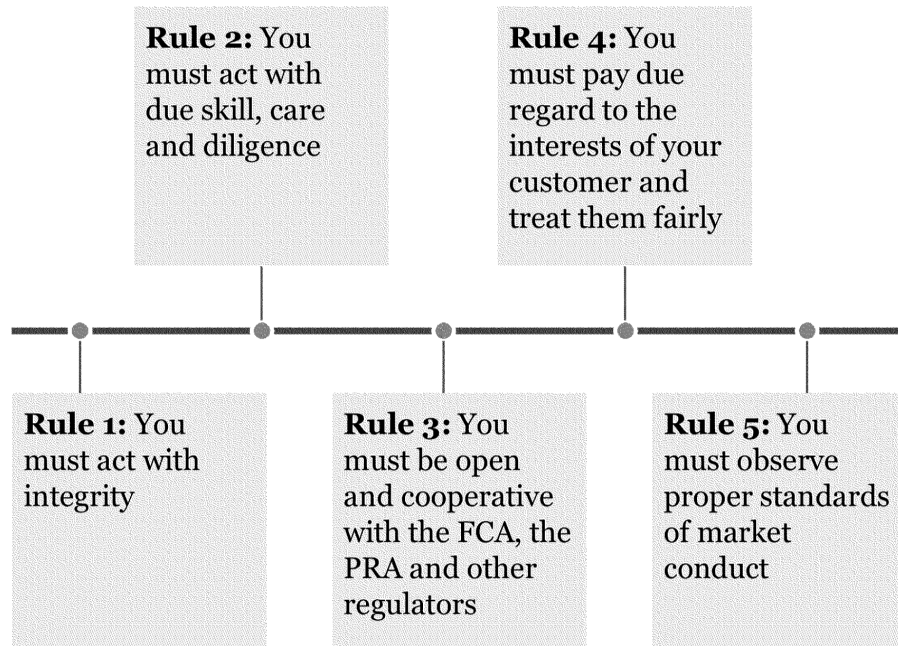 Rule 1: You
must act with
integrity
Rule 2: You
must act with
due skill, care
and diligence
Rule 3: You
must be open
and cooperative
with the FCA, the
PRA and other
regulators
Rule 4: You
must pay due
regard to the
interests of your
customer and
treat them fairly
Rule 5: You
must observe
proper standards
of market
conduct